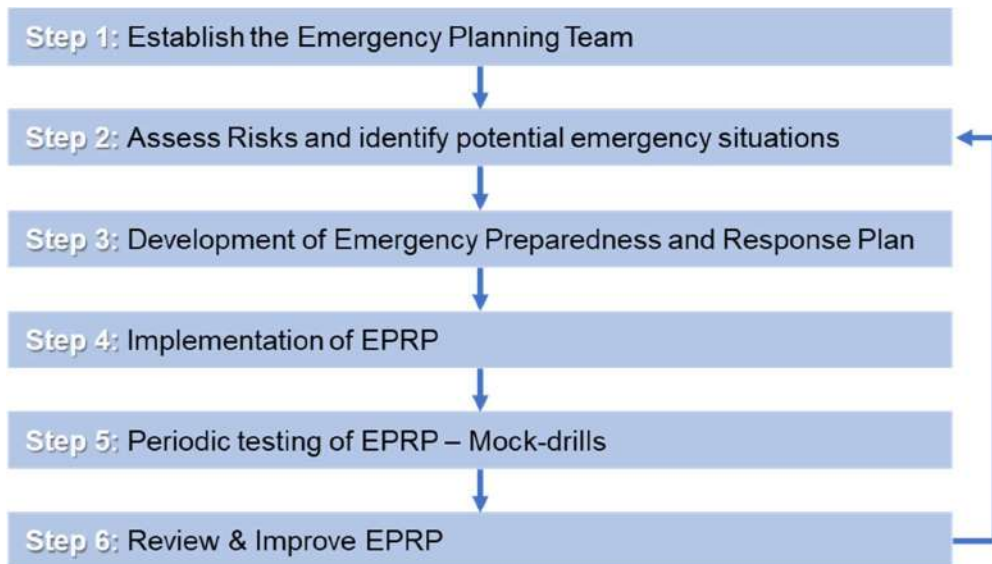 Step 1: Establish the Emergency Planning Team
Step 2: Assess Risks and identify potential emergency situations
Step 3: Development of Emergency Preparedness and Response Plan
Step 4: Implementation of EPRP
Step 5: Periodic testing of EPRP – Mock-drills
Step 6: Review & Improve EPRP